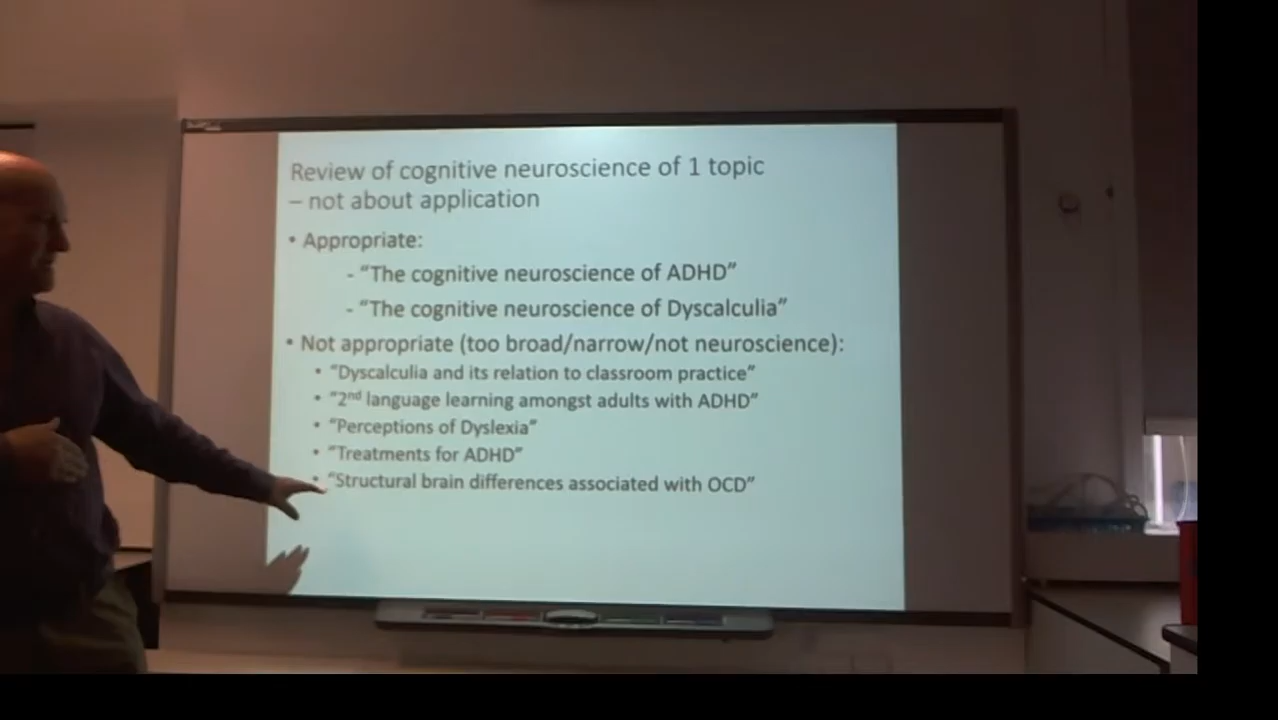 Review of cognitive neuroscience of 1 topic
– not about application
• Appropriate:
- “The cognitive neuroscience of ADHD”
- “The cognitive neuroscience of Dyscalculia”
• Not appropriate (too broad/narrow/not neuroscience):
• “Dyscalculia and its relation to classroom practice”
• “2nd language learning amongst adults with ADHD”
• “Perceptions of Dyslexia”
• “Treatments for ADHD”
• “Structural brain differences associated with OCD”